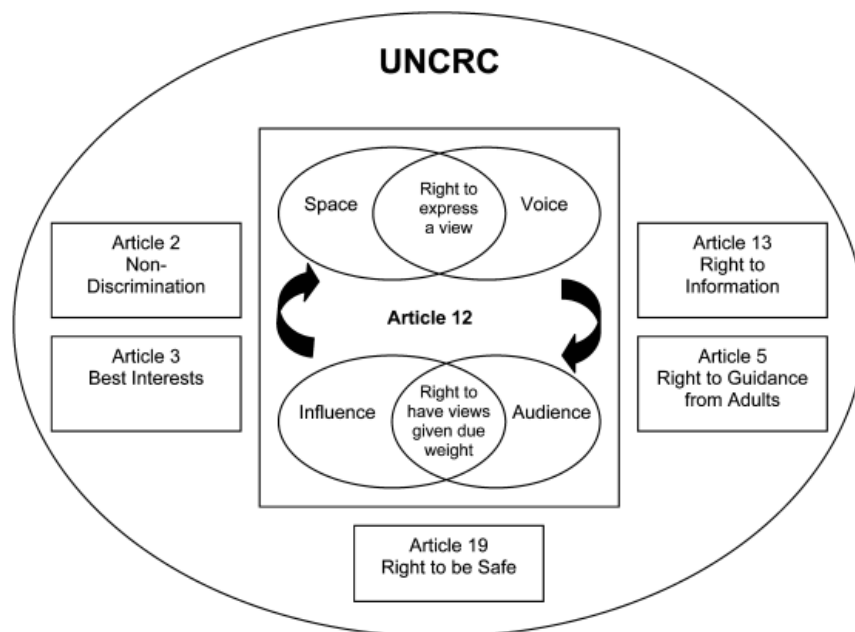 UNCRC
Space
Right to
express
a view
Voice
Article 2
Non-
Discrimination
Article 13
Right to
Information
Article 12
Article 3
Best Interests
Article 5
Right to Guidance
from Adults
Influence
Right to
have views
given due
weight
Audience
Article 19
Right to be Safe